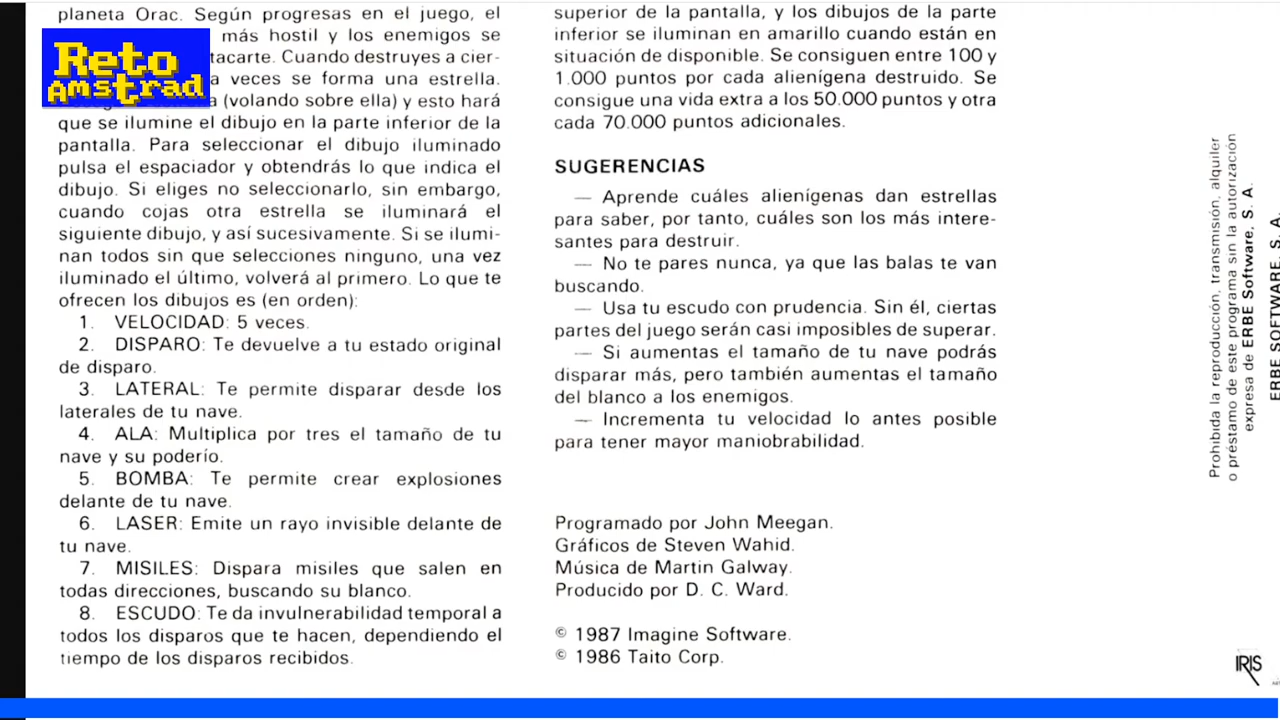 planeta Orac. Según progresas en el juego, el
más hostil y los enemigos se
tacarte. Cuando destruyes a cier-
a veces se forma una estrella.
a (volando sobre ella) y esto hará
que se ilumine el dibujo en la parte inferior de la
pantalla. Para seleccionar el dibujo iluminado
pulsa el espaciador y obtendrás lo que indica el
dibujo. Si eliges no seleccionarlo, sin embargo,
cuando cojas otra estrella se iluminará el
siguiente dibujo, y así sucesivamente. Si se ilumi-
nan todos sin que selecciones ninguno, una vez
iluminado el último, volverá al primero. Lo que te
ofrecen los dibujos es (en orden):
1. VELOCIDAD: 5 veces.
2. DISPARO: Te devuelve a tu estado original
de disparo.
3. LATERAL: Te permite disparar desde los
laterales de tu nave.
4. ALA: Multiplica por tres el tamaño de tu
nave y su poderío.
5. BOMBA: Te permite crear explosiones
delante de tu nave.
6. LASER: Emite un rayo invisible delante de
tu nave.
7. MISILES: Dispara misiles que salen en
todas direcciones, buscando su blanco.
8. ESCUDO: Te da invulnerabilidad temporal a
todos los disparos que te hacen, dependiendo el
tiempo de los disparos recibidos.
Reto
Amstrad
superior de la pantalla, y los dibujos de la parte
inferior se iluminan en amarillo cuando están en
situación de disponible. Se consiguen entre 100 y
1.000 puntos por cada alienígena destruido. Se
consigue una vida extra a los 50.000 puntos y otra
cada 70.000 puntos adicionales.
SUGERENCIAS
— Aprende cuáles alienígenas dan estrellas
para saber, por tanto, cuáles son los más intere-
santes para destruir.
— No te pares nunca, ya que las balas te van
buscando.
— Usa tu escudo con prudencia. Sin él, ciertas
partes del juego serán casi imposibles de superar.
— Si aumentas el tamaño de tu nave podrás
disparar más, pero también aumentas el tamaño
del blanco a los enemigos.
— Incrementa tu velocidad lo antes posible
para tener mayor maniobrabilidad.
Programado por John Meegan.
Gráficos de Steven Wahid.
Música de Martin Galway.
Producido por D. C. Ward.
© 1987 Imagine Software.
© 1986 Taito Corp.
Prohibida la reproducción, transmisión, alquiler
o préstamo de este programa sin la autorización
expresa de ERBE Software, S. A.
ERBE SOFTWARE, S. A.
IRIS